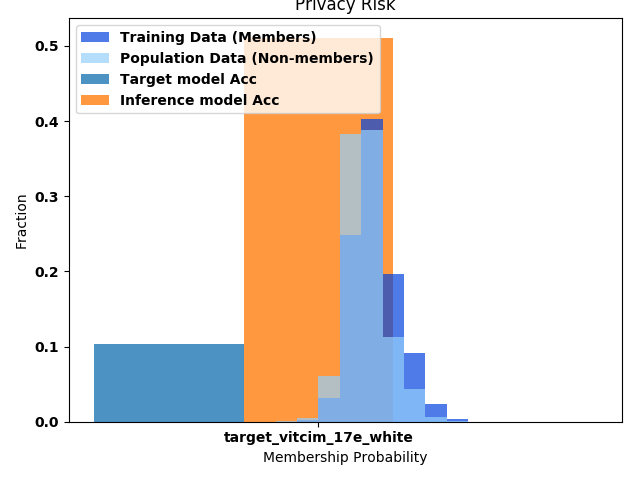 Privacy Risk
Training Data (Members)
Population Data (Non-members)
Target model Acc
Inference model Acc
0.5
0.4
0.3
0.2
0.1
0.0
Fraction
target_vitcim_17e_white
Membership Probability